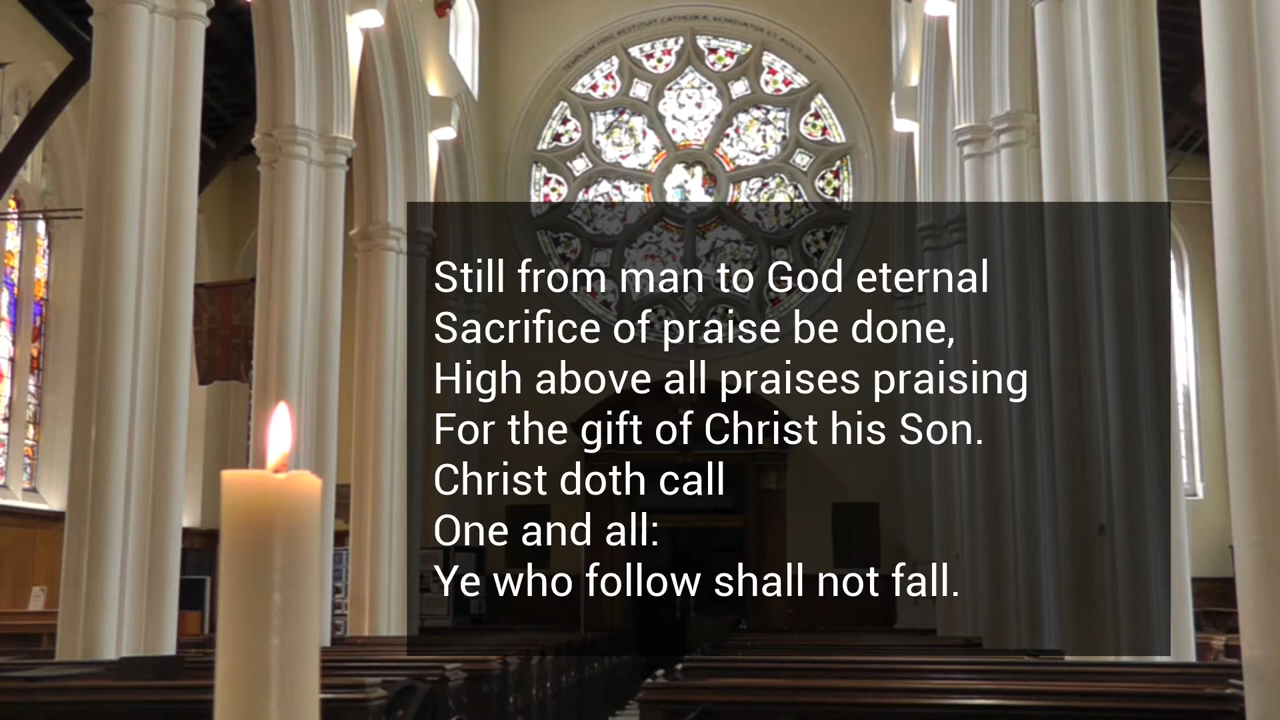 Still from man to God eternal
Sacrifice of praise be done,
High above all praises praising
For the gift of Christ his Son.
Christ doth call
One and all:
Ye who follow shall not fall.